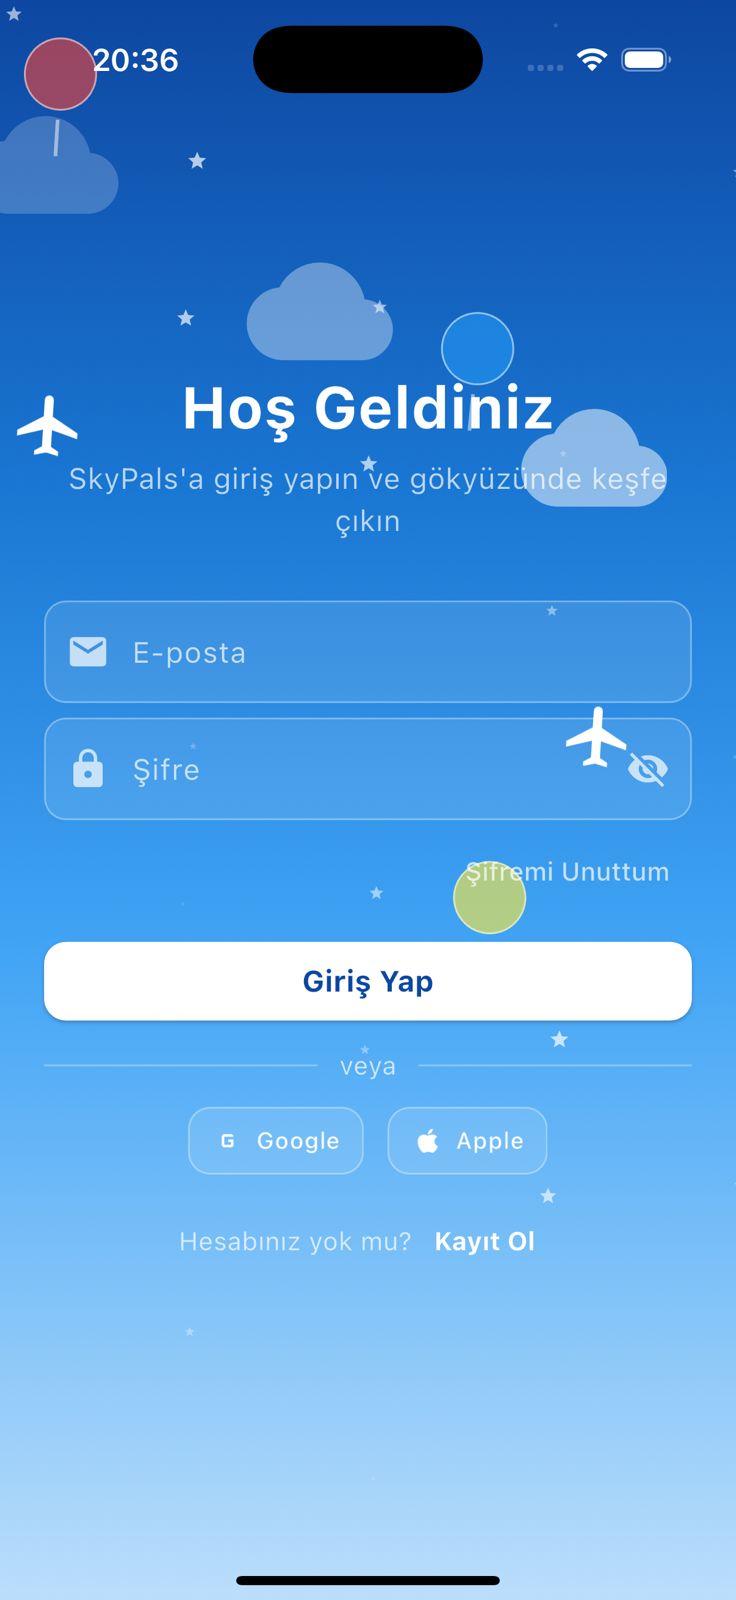 20:36
Hoş Geldiniz
SkyPals'a giriş yapın ve gökyüzünde keşfe
çıkın
E-posta
Şifre
Şifremi Unuttum
Giriş Yap
veya
G Google
Apple
Hesabınız yok mu? Kayıt Ol